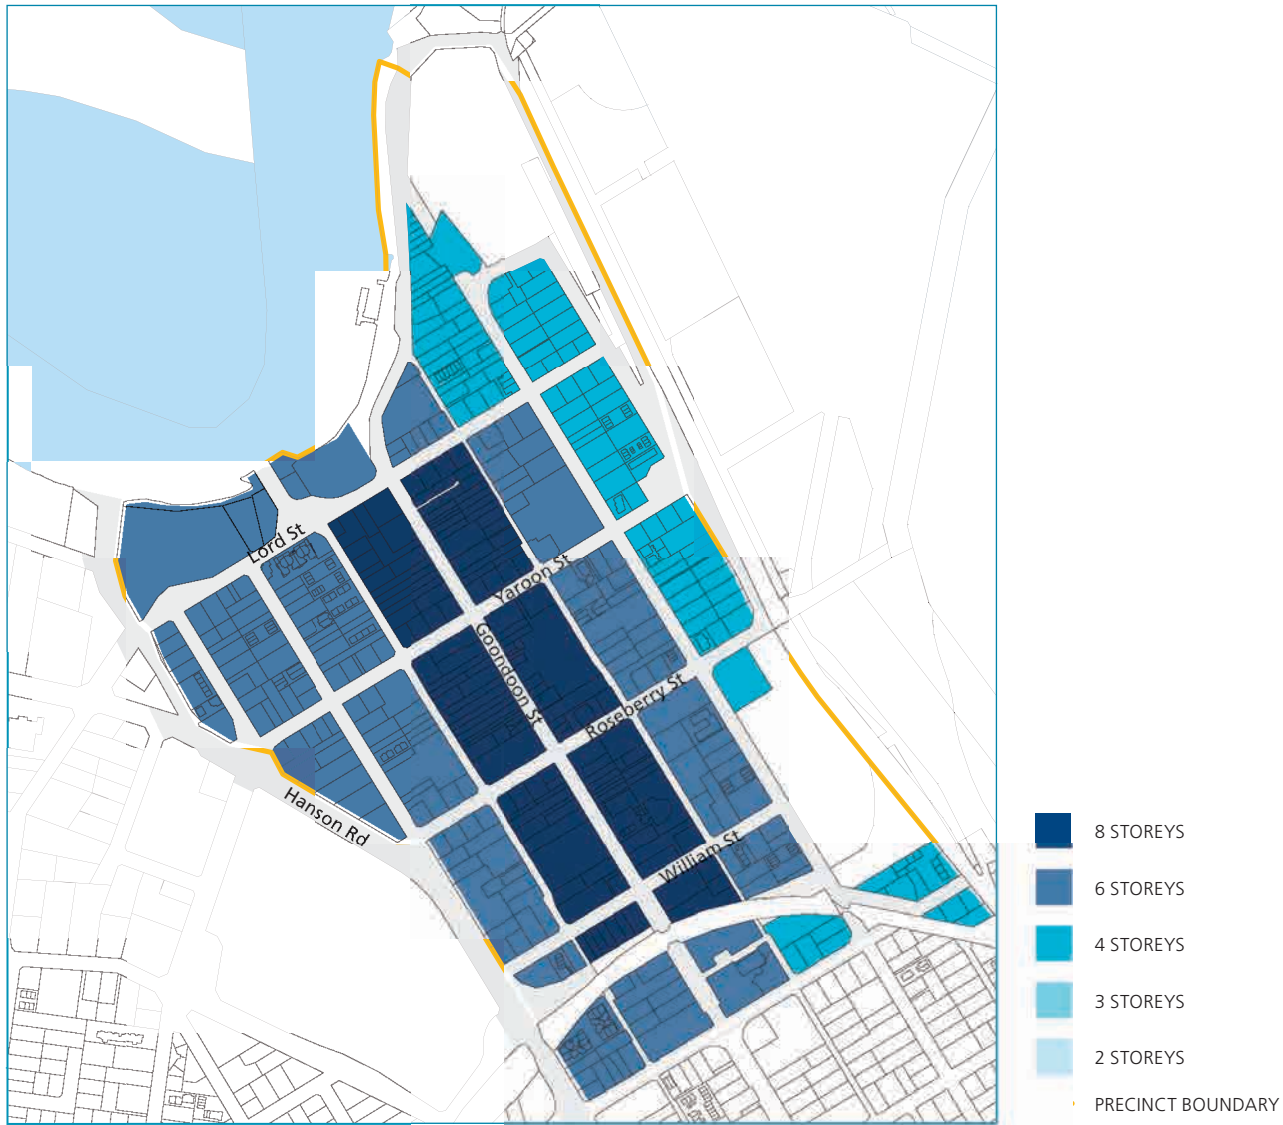 Lord St
Yaroon St
Goondoon St
Roseberry St
Hanson Rd
William St
8 STOREYS
6 STOREYS
4 STOREYS
3 STOREYS
2 STOREYS
PRECINCT BOUNDARY